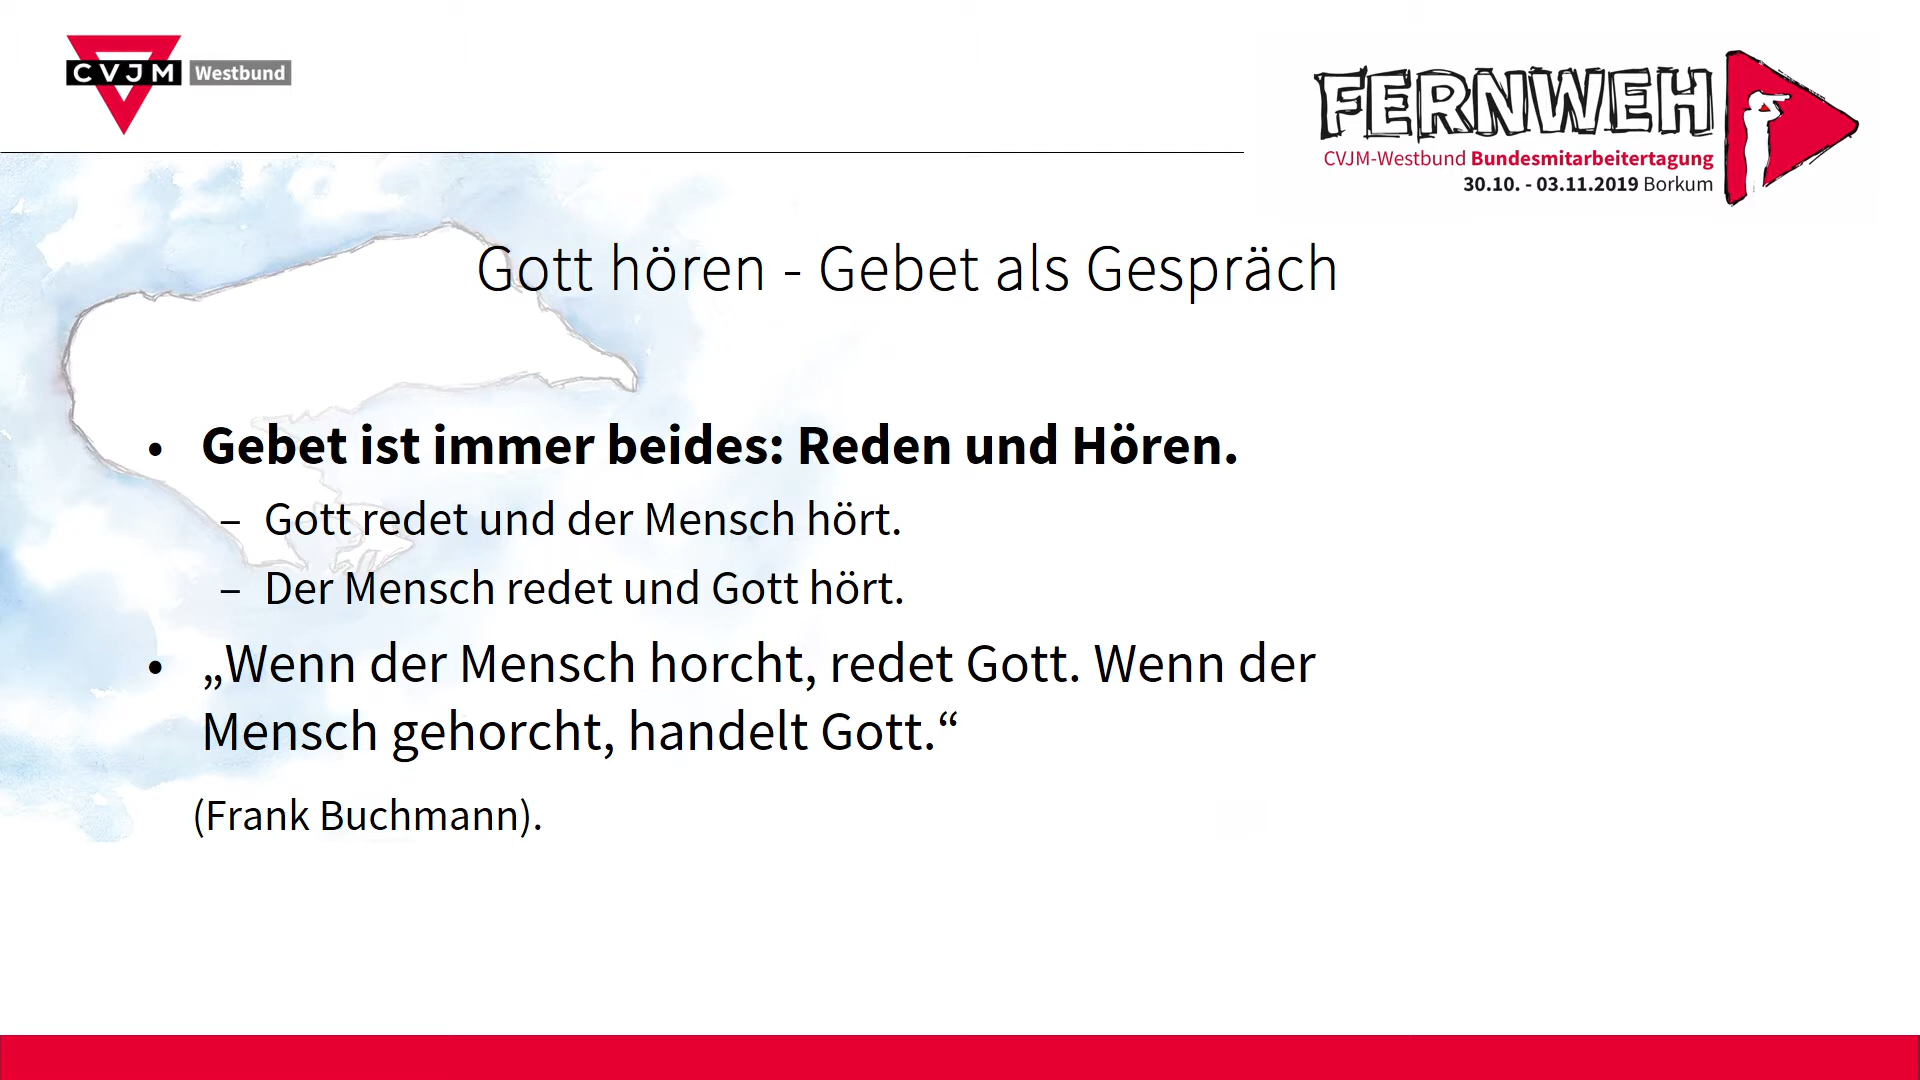 CVJM Westbund
FERNWEH
CVJM-Westbund Bundesmitarbeitertagung
30.10. - 03.11.2019 Borkum
Gott hören - Gebet als Gespräch
• Gebet ist immer beides: Reden und Hören.
– Gott redet und der Mensch hört.
– Der Mensch redet und Gott hört.
• „Wenn der Mensch horcht, redet Gott. Wenn der
Mensch gehorcht, handelt Gott.“
(Frank Buchmann).